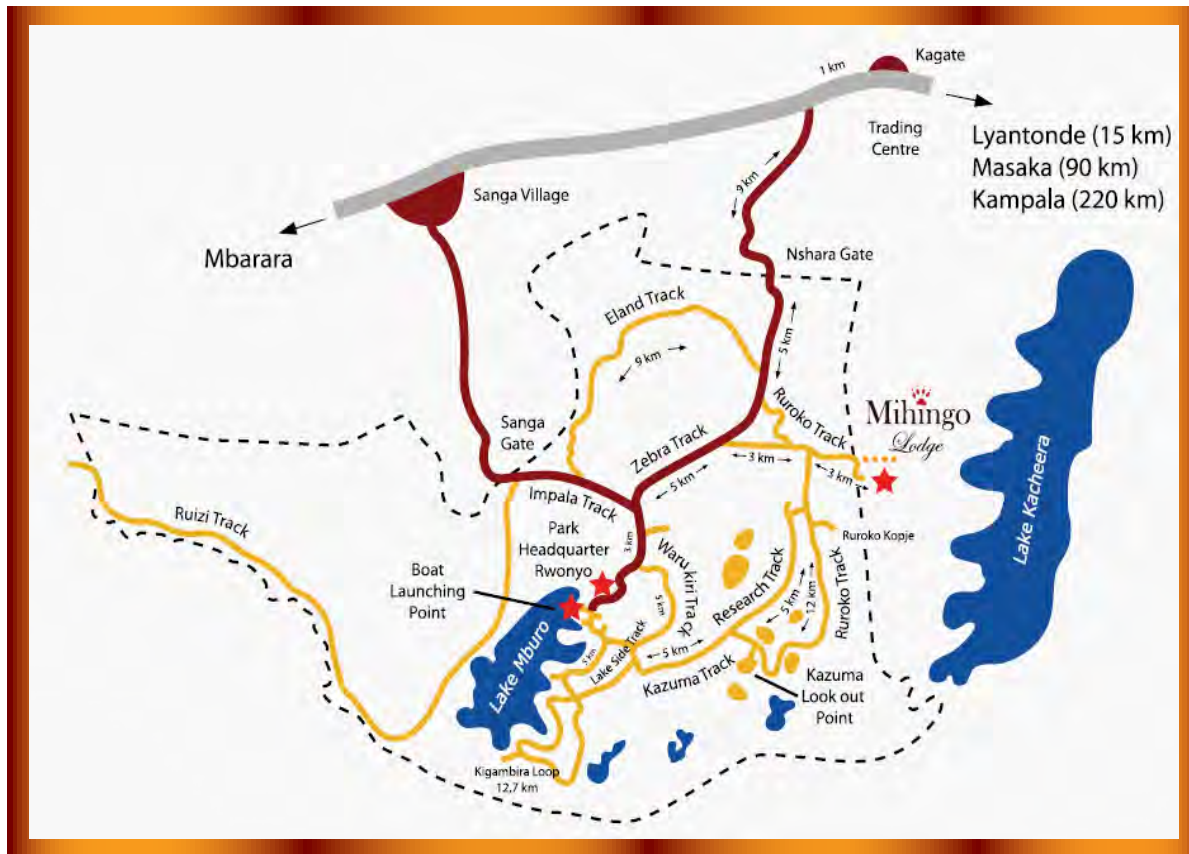 Kagate
1 km
Trading
Centre
Lyantonde (15 km)
Masaka (90 km)
Kampala (220 km)
Sanga Village
Mbarara
9 km
Nshara Gate
Eland Track
9 km
5 km
Ruroko Track
Mihingo
Lodge
Sanga
Gate
Zebra Track
3 km
3 km
5 km
Impala Track
Ruizi Track
Park
Headquarter
Rwonyo
3 km
Ruroko Kopje
Waru kiri Track
Boat
Launching
Point
Research Track
5 km
5 km
12 km
Ruroko Track
Lake Kacheera
Lake Mburo
5 km
Lake Side Track
5 km
Kazuma Track
Kazuma
Look out
Point
Kigambira Loop
12,7 km